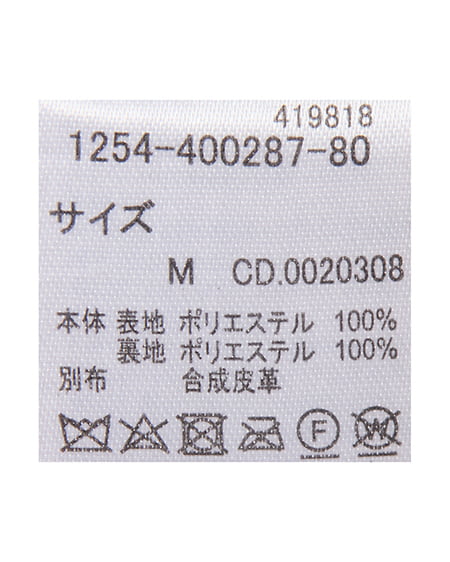 419818
1254-400287-80
サイズ
M CD.0020308
本体 表地 ポリエステル 100%
裏地 ポリエステル 100%
別布 合成皮革
F W